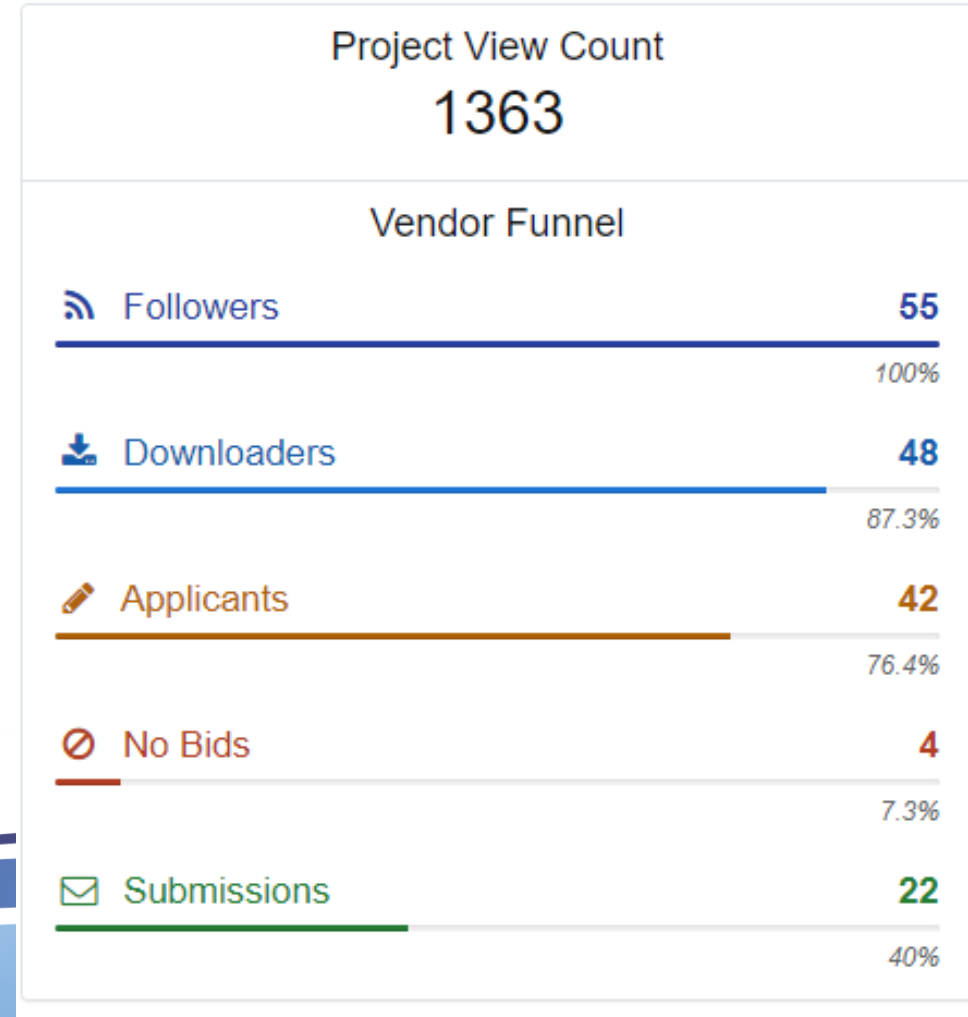 Project View Count
1363
Vendor Funnel
Followers 55
100%
Downloaders 48
87.3%
Applicants 42
76.4%
No Bids 4
7.3%
Submissions 22
40%